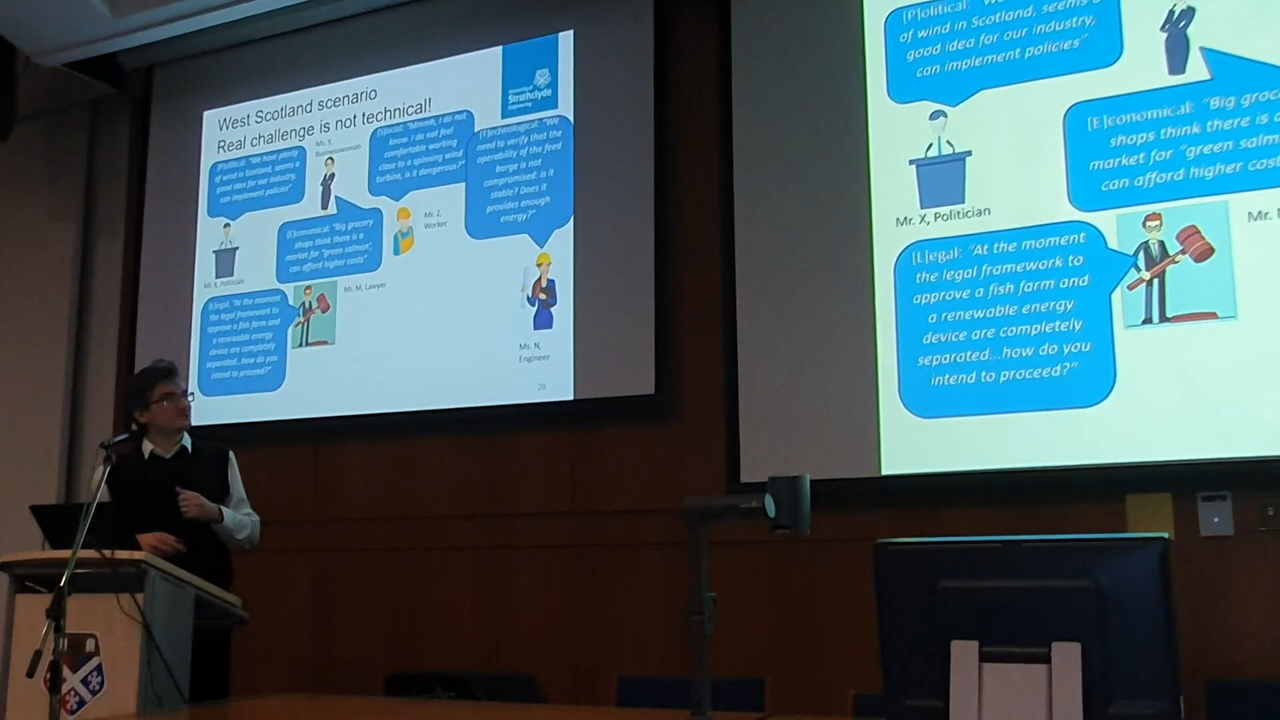 West Scotland scenario
Real challenge is not technical!
University of
Strathclyde
Engineering
[P]olitical: "We have plenty
of wind in Scotland, seems a
good idea for our industry,
can implement policies"
Mr. X, Politician
Ms. Y,
Businesswoman
[E]conomical: "Big grocery
shops think there is a
market for "green salmon",
can afford higher costs"
[S]ocial: "Mmmh, I do not
know. I do not feel
comfortable working
close to a spinning wind
turbine, is it dangerous?"
Mr. Z,
Worker
[T]echnological: "We
need to verify that the
operability of the feed
barge is not
compromised: is it
stable? Does it
provides enough
energy?"
Ms. N,
Engineer
[L]egal: "At the moment
the legal framework to
approve a fish farm and
a renewable energy
device are completely
separated...how do you
intend to proceed?"
Mr. M, Lawyer
28
[P]olitical: "We
of wind in Scotland, seems a
good idea for our industry,
can implement policies"
Mr. X, Politician
[E]conomical: "Big groc
shops think there is a
market for "green salm
can afford higher cost
[L]egal: "At the moment
the legal framework to
approve a fish farm and
a renewable energy
device are completely
separated...how do you
intend to proceed?"
Mr.